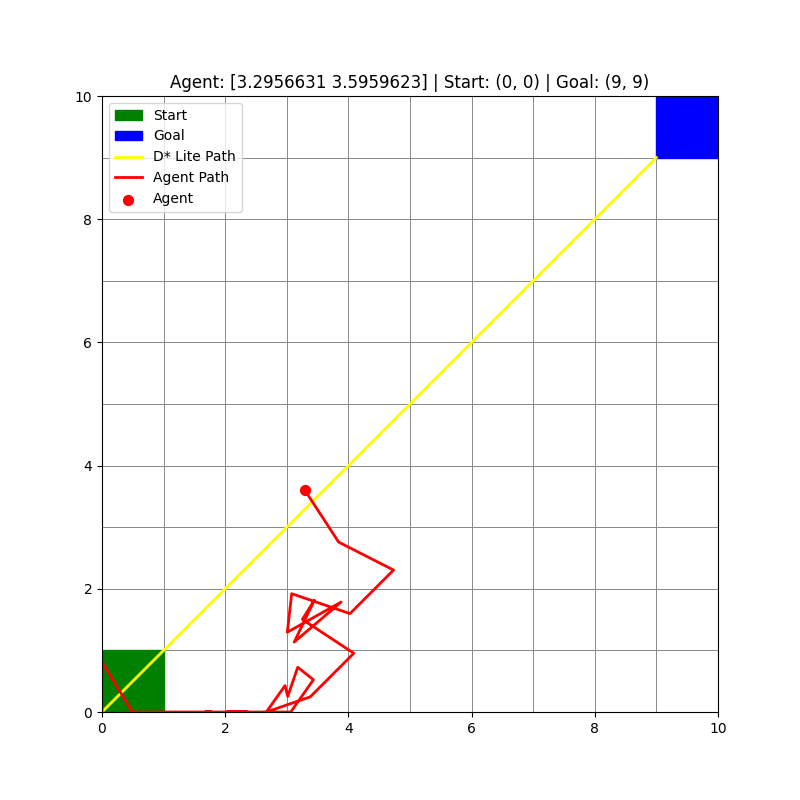 Agent: [3.2956631 3.5959623] | Start: (0, 0) | Goal: (9, 9)
10
Start
Goal
D* Lite Path
Agent Path
Agent
8
6
4
2
0
0 2 4 6 8 10